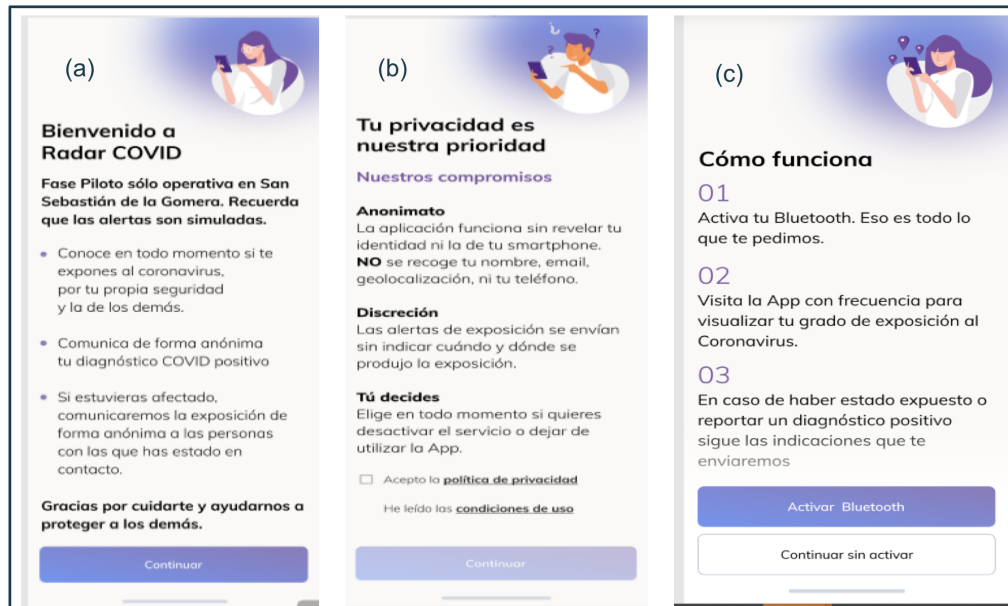 (a)
Bienvenido a
Radar COVID
Fase Piloto sólo operativa en San
Sebastián de la Gomera. Recuerda
que las alertas son simuladas.
Conoce en todo momento si te
expones al coronavirus,
por tu propia seguridad
y la de los demás.
Comunica de forma anónima
tu diagnóstico COVID positivo
Si estuvieras afectado,
comunicaremos la exposición de
forma anónima a las personas
con las que has estado en
contacto.
Gracias por cuidarte y ayudarnos a
proteger a los demás.
Continuar
(b)
Tu privacidad es
nuestra prioridad
Nuestros compromisos
Anonimato
La aplicación funciona sin revelar tu
identidad ni la de tu smartphone.
NO se recoge tu nombre, email,
geolocalización, ni tu teléfono.
Discreción
Las alertas de exposición se envían
sin indicar cuándo y dónde se
produjo la exposición.
Tú decides
Elige en todo momento si quieres
desactivar el servicio o dejar de
utilizar la App.
Acepto la política de privacidad
He leído las condiciones de uso
Continuar
(c)
Cómo funciona
01
Activa tu Bluetooth. Eso es todo lo
que te pedimos.
02
Visita la App con frecuencia para
visualizar tu grado de exposición al
Coronavirus.
03
En caso de haber estado expuesto o
reportar un diagnóstico positivo
sigue las indicaciones que te
enviaremos
Activar Bluetooth
Continuar sin activar